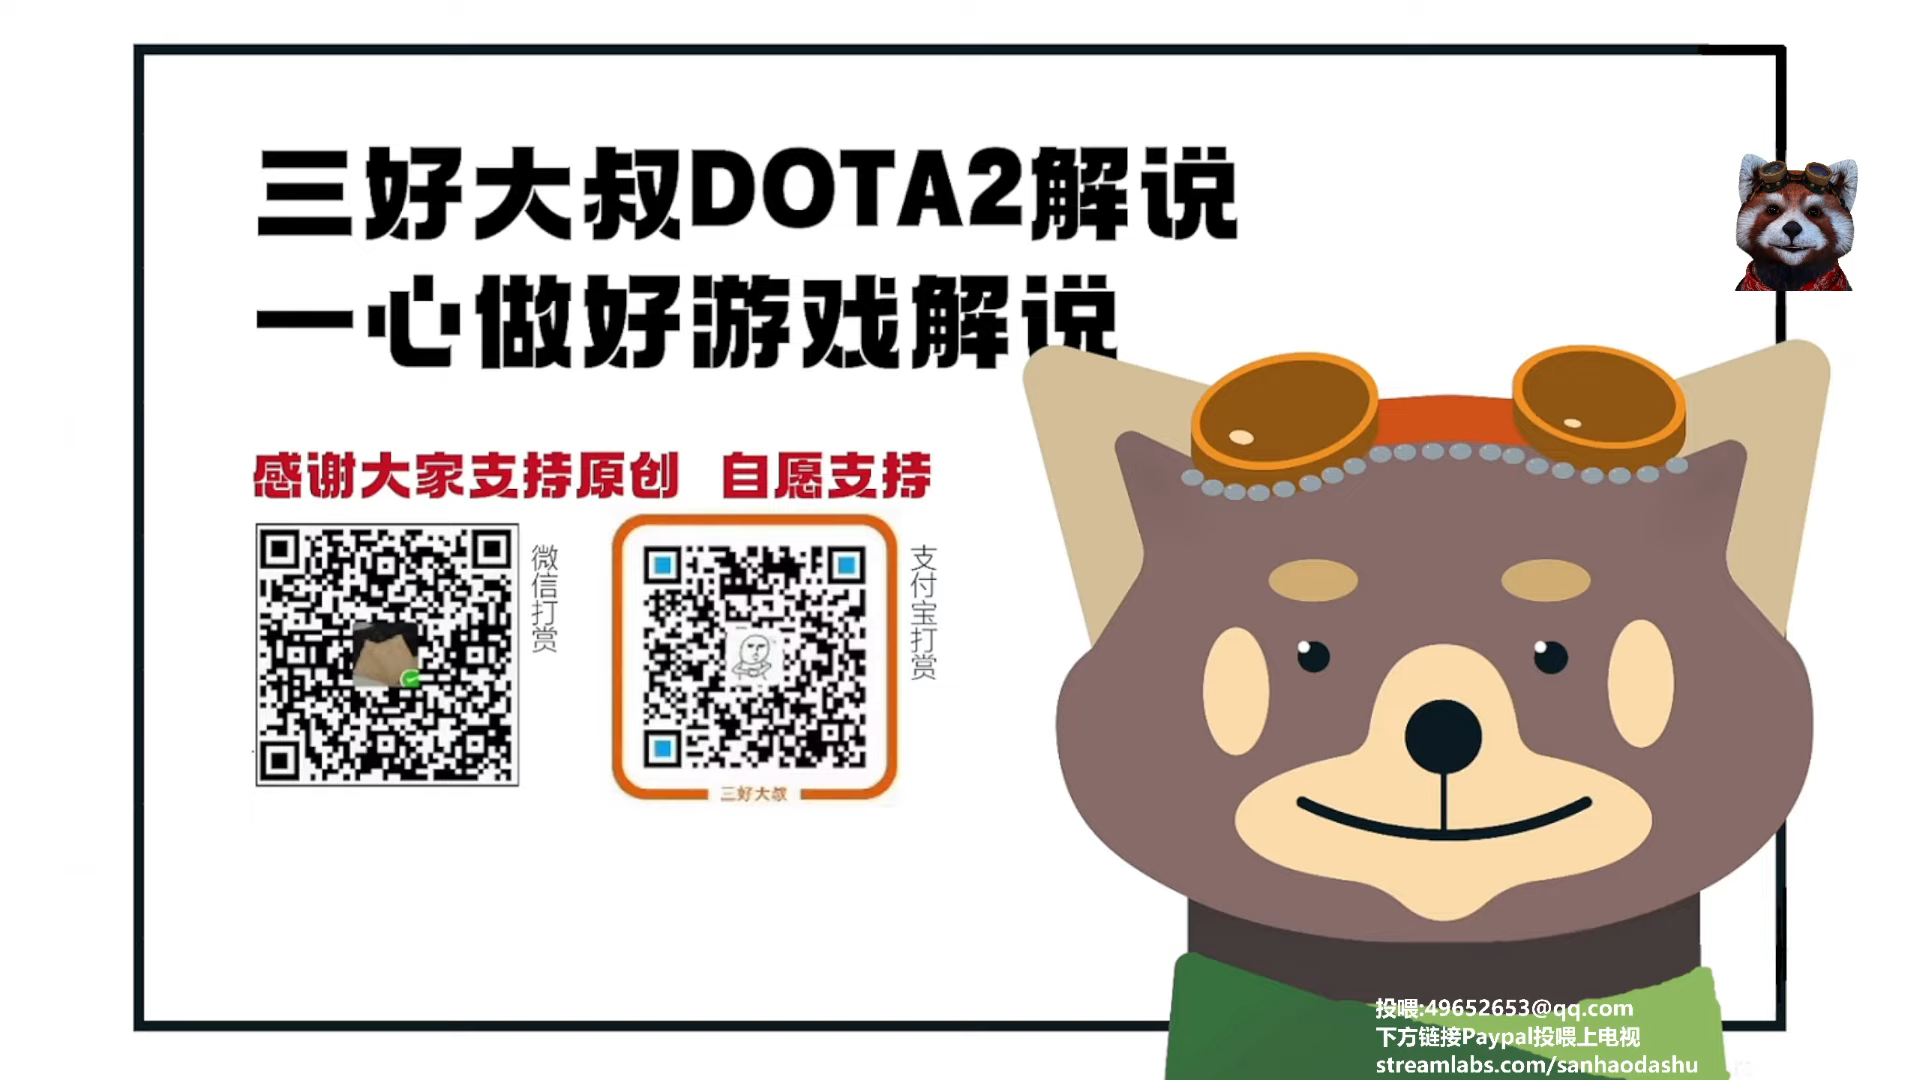 三好大叔DOTA2解说
一心做好游戏解说
感谢大家支持原创 自愿支持
微信打赏
支付宝打赏
三好大叔
投喂:49652653@qq.com
下方链接Paypal投喂上电视
streamlabs.com/sanhaodashu